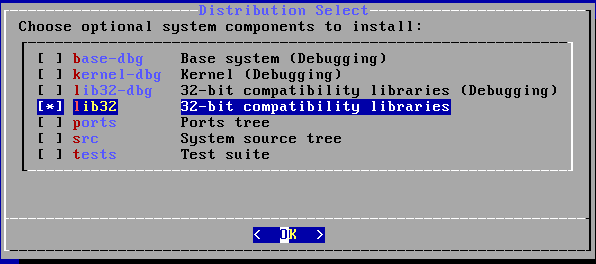 Distribution Select
Choose optional system components to install:
[ ] base-dbg Base system (Debugging)
[ ] kernel-dbg Kernel (Debugging)
[ ] lib32-dbg 32-bit compatibility libraries (Debugging)
[*] lib32 32-bit compatibility libraries
[ ] ports Ports tree
[ ] src System source tree
[ ] tests Test suite
< OK >